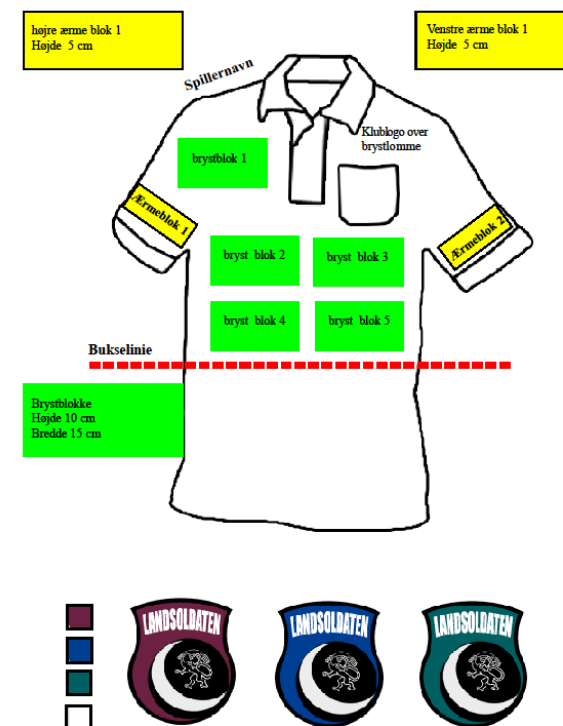 højre ærme blok 1
Højde  5 cm
Venstre ærme blok 1
Højde  5 cm
Spillernavn
Klublogo over
brystlomme
brystblok 1
Ærmeblok 1
Ærmeblok 2
bryst  blok 2
bryst  blok 3
bryst  blok 4
bryst  blok 5
Bukselinie
Brystblokke
Højde 10 cm
Bredde 15 cm
LANDSOLDATEN
LANDSOLDATEN
LANDSOLDATEN